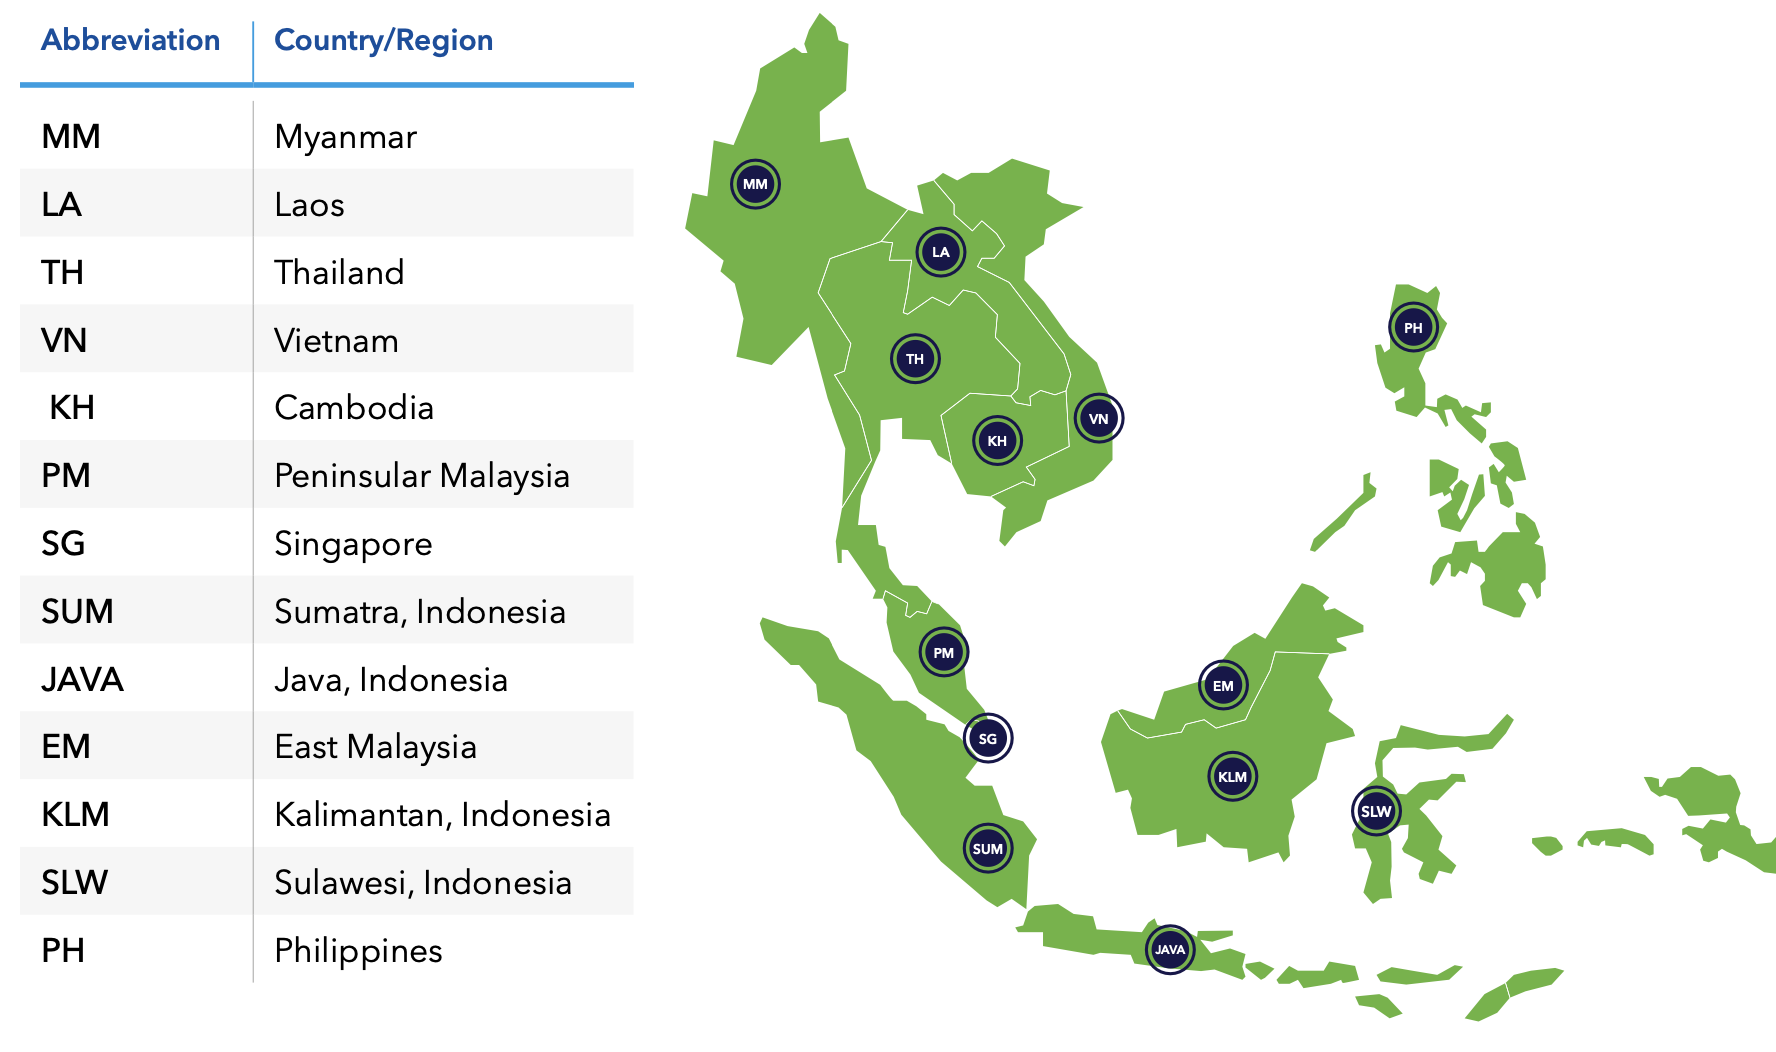 Abbreviation Country/Region
MM Myanmar
LA Laos
TH Thailand
VN Vietnam
KH Cambodia
PM Peninsular Malaysia
SG Singapore
SUM Sumatra, Indonesia
JAVA Java, Indonesia
EM East Malaysia
KLM Kalimantan, Indonesia
SLW Sulawesi, Indonesia
PH Philippines
MM
LA
PH
TH
VN
KH
PM
EM
SG
KLM
SLW
SUM
JAVA